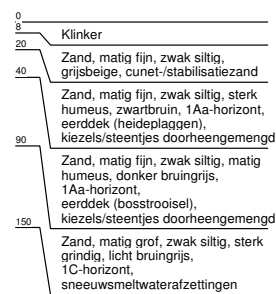 0
8
Klinker
20
Zand, matig fijn, zwak siltig,
grijsbeige, cunet-/stabilisatiezand
40
Zand, matig fijn, zwak siltig, sterk
humeus, zwartbruin, 1Aa-horizont,
eerddek (heideplaggen),
kiezels/steentjes doorheengemengd
90
Zand, matig fijn, zwak siltig, matig
humeus, donker bruingrijs,
1Aa-horizont,
eerddek (bosstrooisel),
kiezels/steentjes doorheengemengd
150
Zand, matig grof, zwak siltig, sterk
grindig, licht bruingrijs,
1C-horizont,
sneeuwsmeltwaterafzettingen